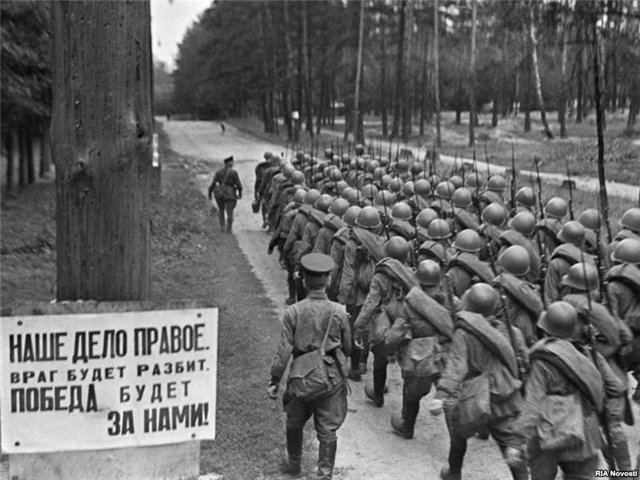 НАШЕ ДЕЛО ПРАВОЕ.
ВРАГ БУДЕТ РАЗБИТ.
ПОБЕДА БУДЕТ
ЗА НАМИ!
RIA Novosti